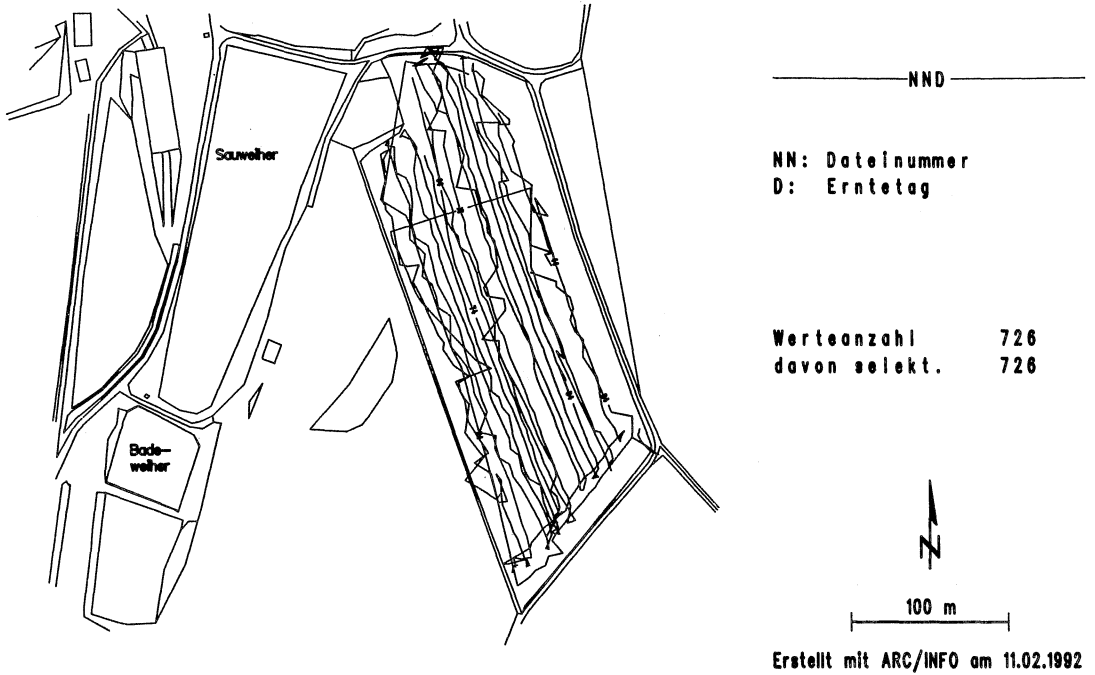 Sauweiher
Bade-
weiher
NND
NN: Dateinummer
D: Erntetag
Werteanzahl 726
davon selekt. 726
N
100 m
Erstellt mit ARC/INFO am 11.02.1992